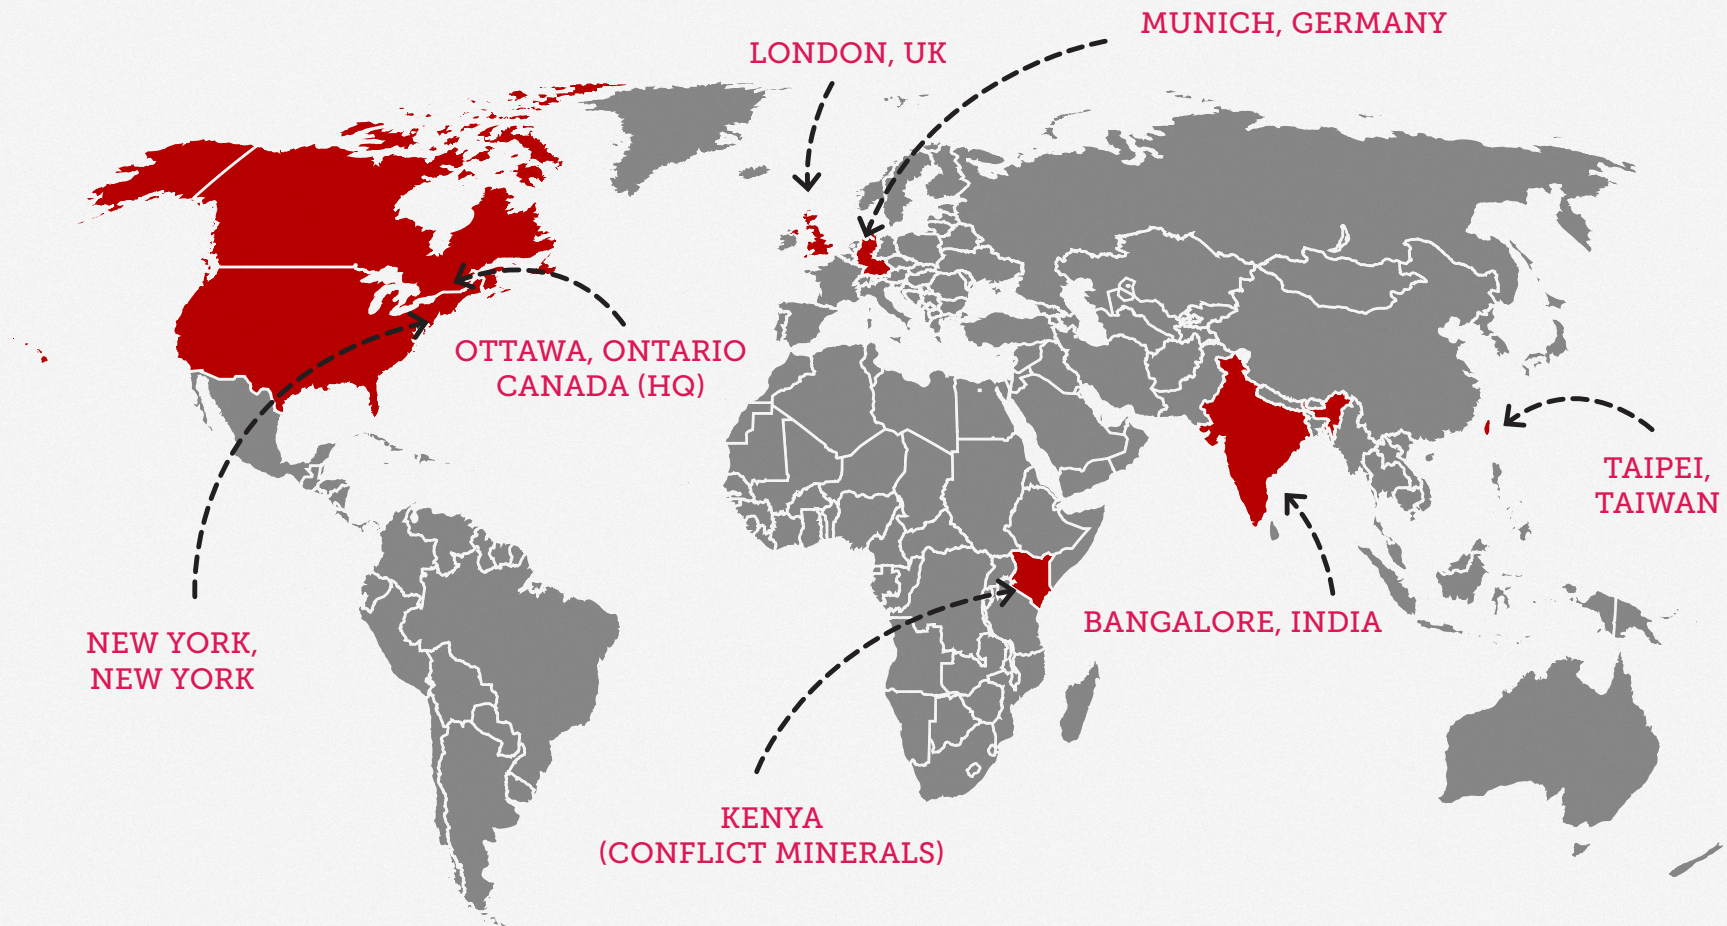 MUNICH, GERMANY
LONDON, UK
OTTAWA, ONTARIO
CANADA (HQ)
TAIPEI,
TAIWAN
BANGALORE, INDIA
NEW YORK,
NEW YORK
KENYA
(CONFLICT MINERALS)